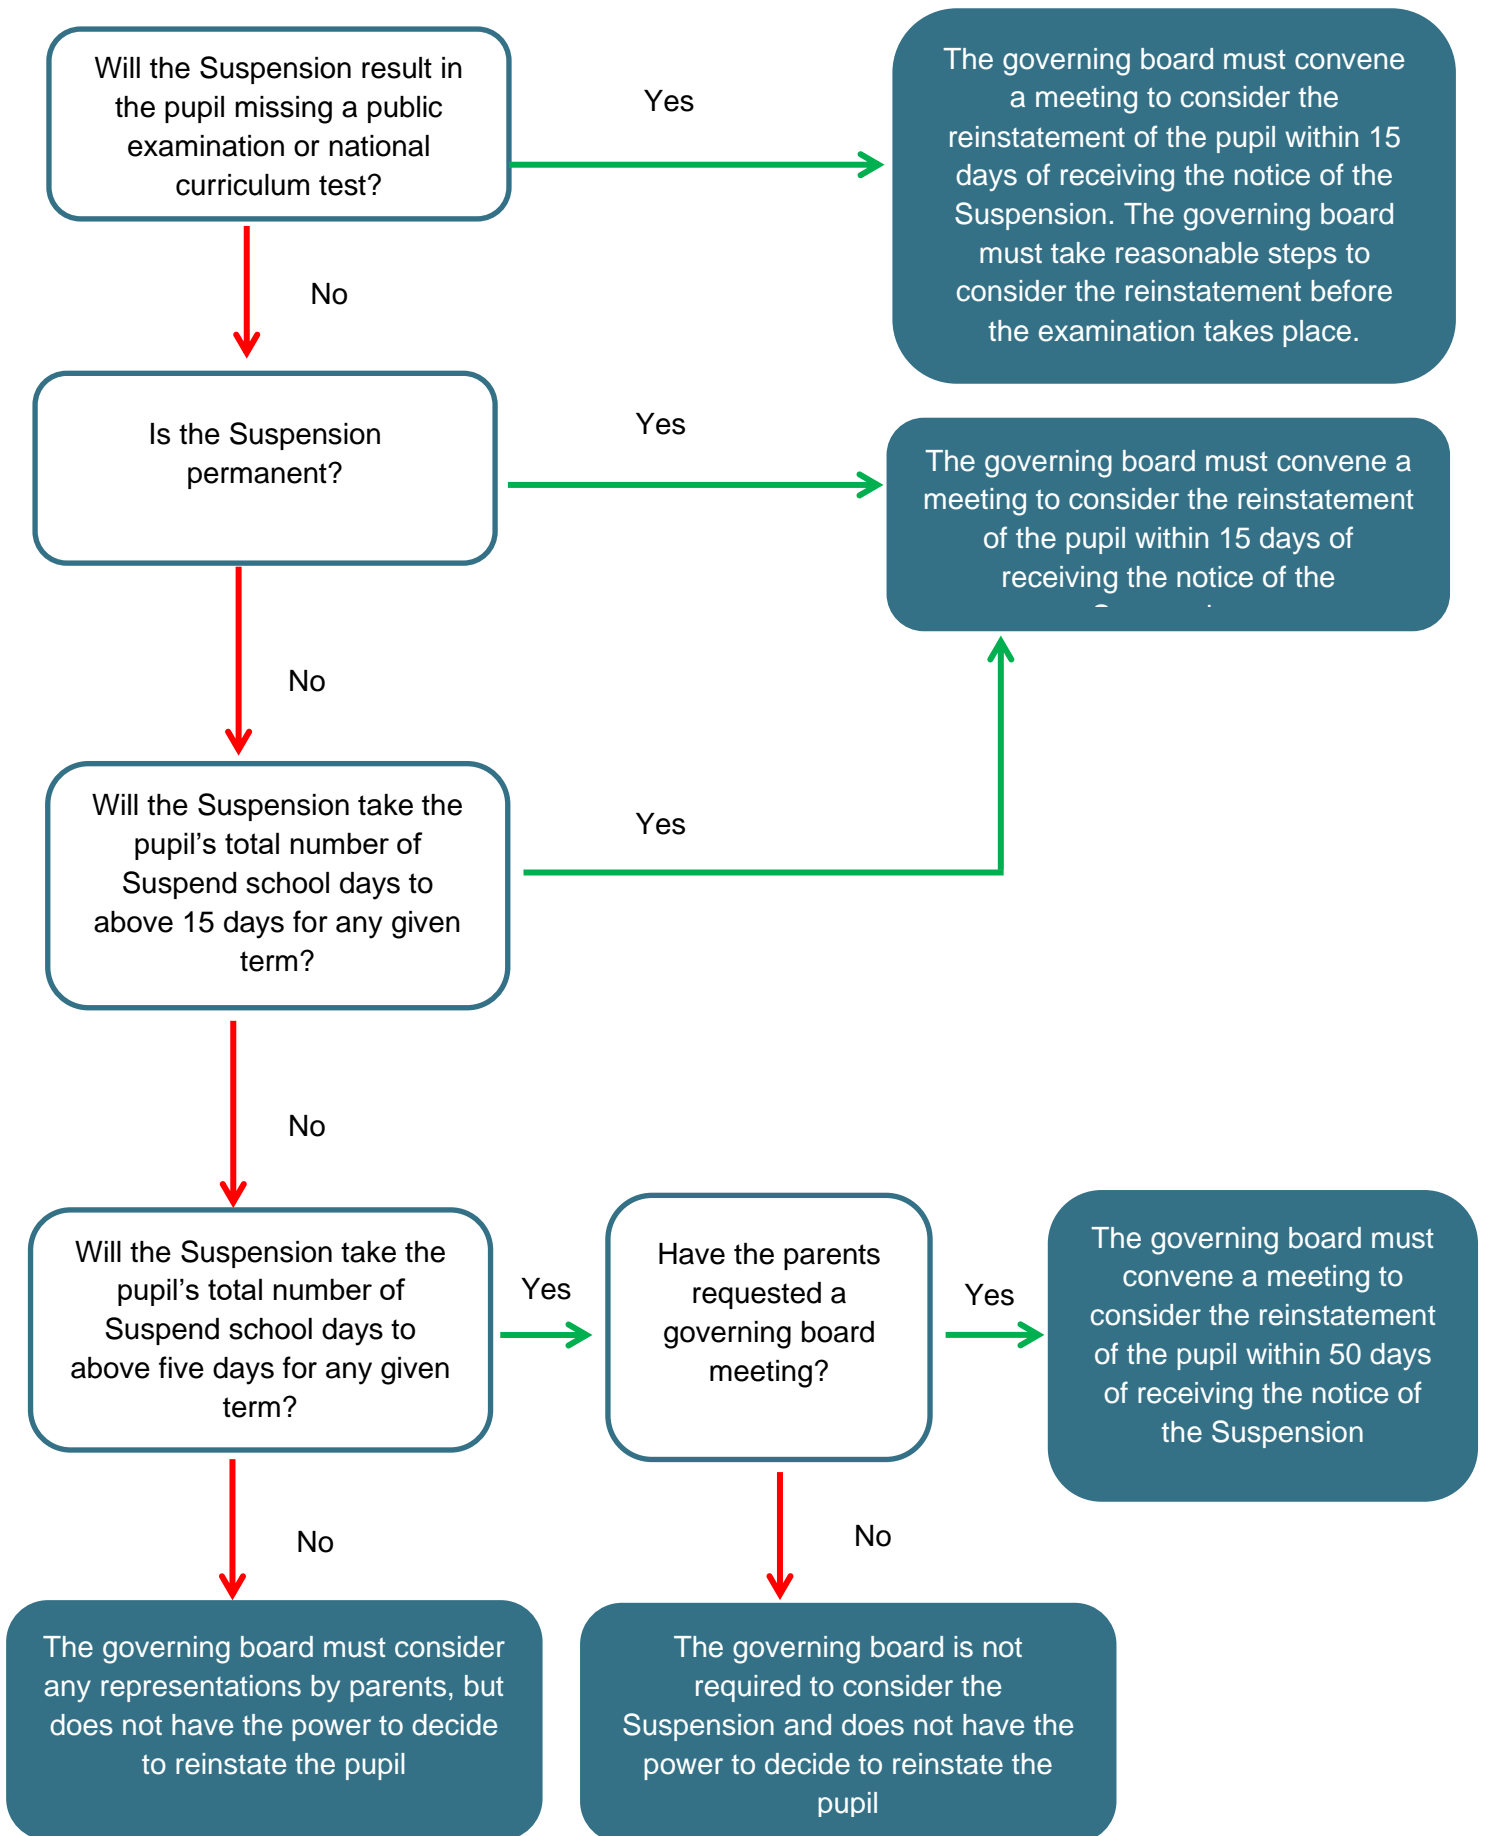 Will the Suspension result in
the pupil missing a public
examination or national
curriculum test?
Yes
The governing board must convene
a meeting to consider the
reinstatement of the pupil within 15
days of receiving the notice of the
Suspension. The governing board
must take reasonable steps to
consider the reinstatement before
the examination takes place.
No
Is the Suspension
permanent?
Yes
The governing board must convene a
meeting to consider the reinstatement
of the pupil within 15 days of
receiving the notice of the
No
Will the Suspension take the
pupil’s total number of
Suspend school days to
above 15 days for any given
term?
Yes
No
Will the Suspension take the
pupil’s total number of
Suspend school days to
above five days for any given
term?
Yes
Have the parents
requested a
governing board
meeting?
Yes
The governing board must
convene a meeting to
consider the reinstatement
of the pupil within 50 days
of receiving the notice of
the Suspension
No
No
The governing board must consider
any representations by parents, but
does not have the power to decide
to reinstate the pupil
The governing board is not
required to consider the
Suspension and does not have the
power to decide to reinstate the
pupil